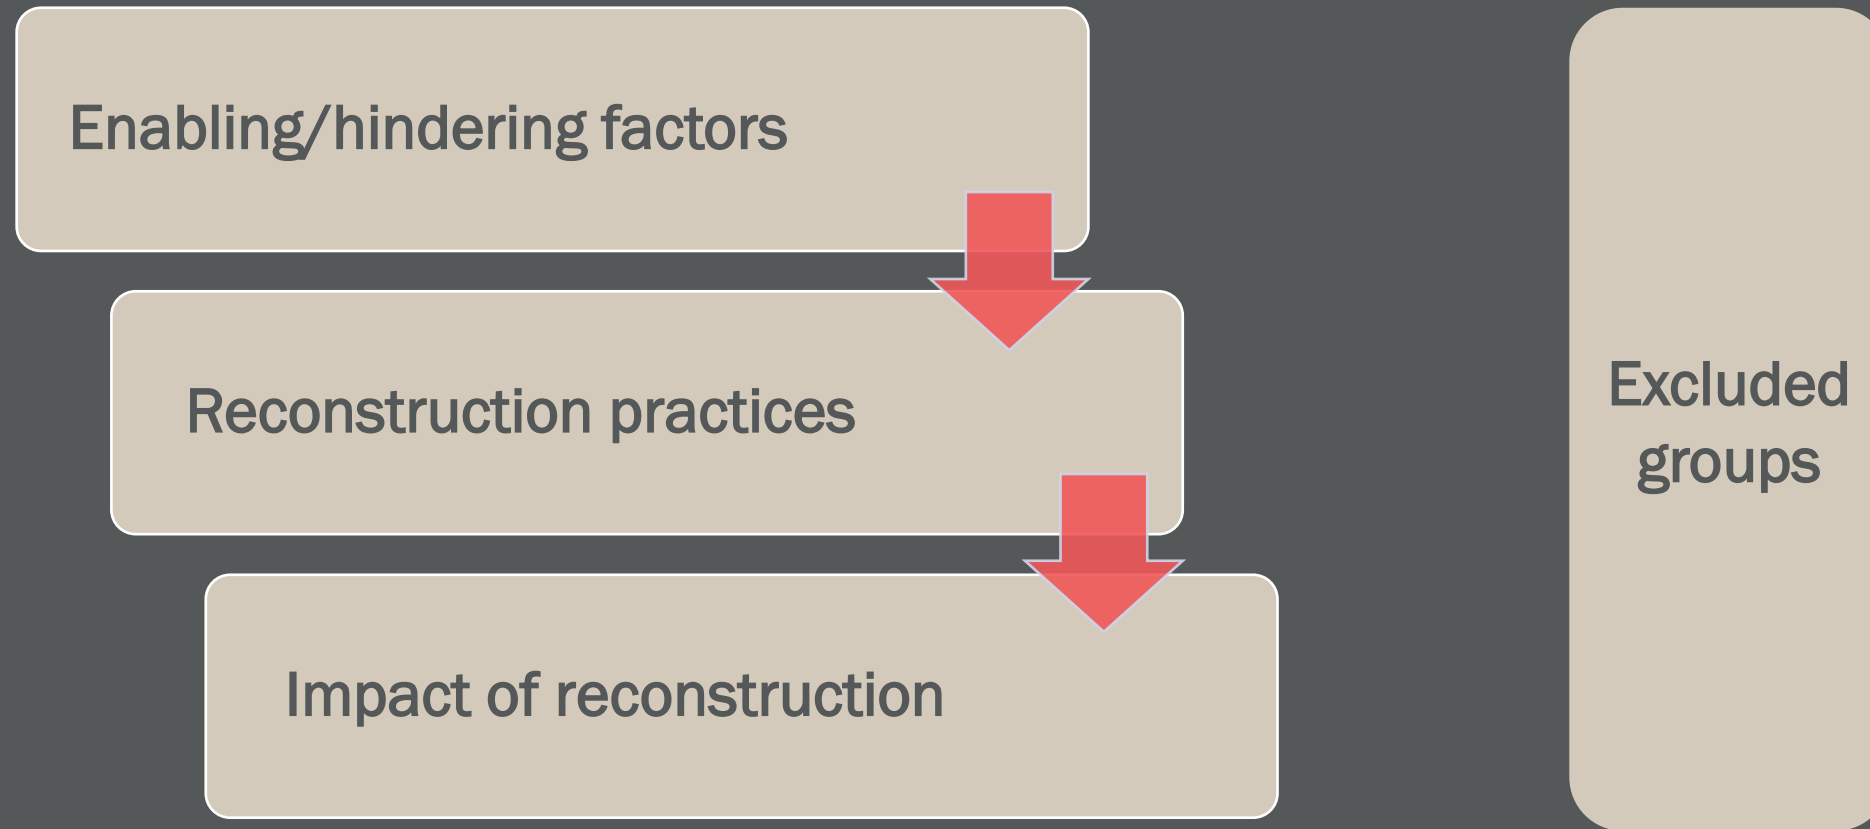 Enabling/hindering factors
Reconstruction practices
Impact of reconstruction
Excluded
groups